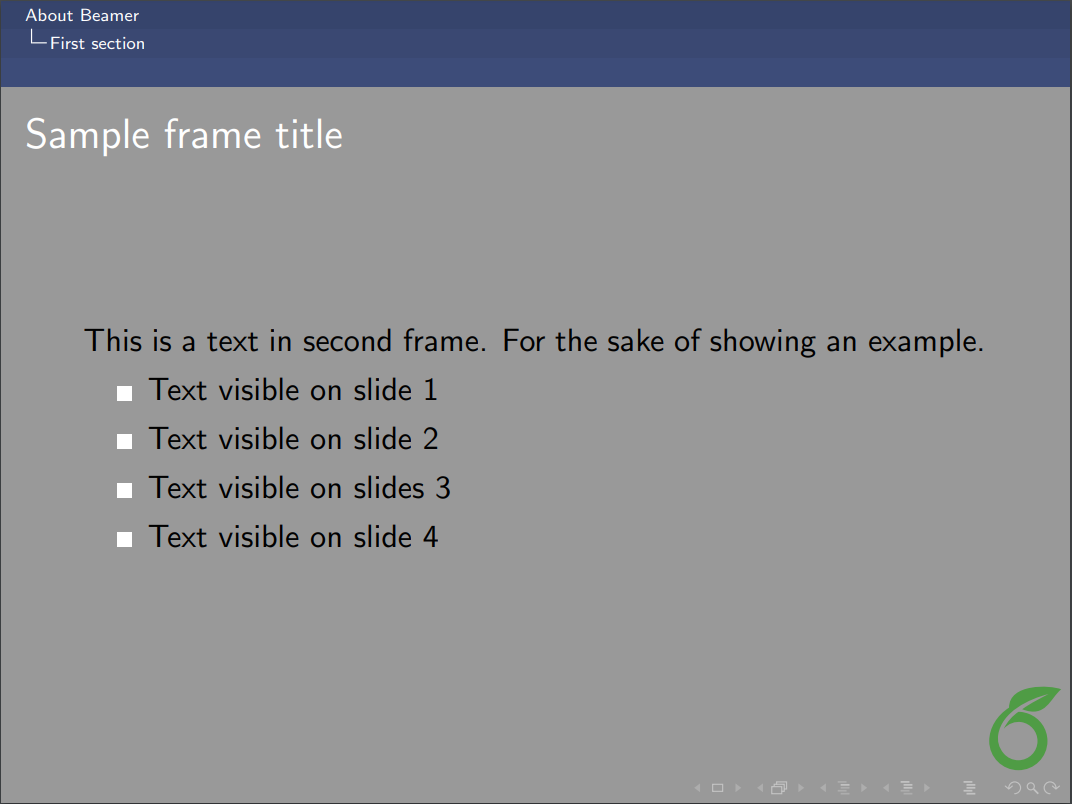 About Beamer
First section
Sample frame title
This is a text in second frame. For the sake of showing an example.
Text visible on slide 1
Text visible on slide 2
Text visible on slides 3
Text visible on slide 4